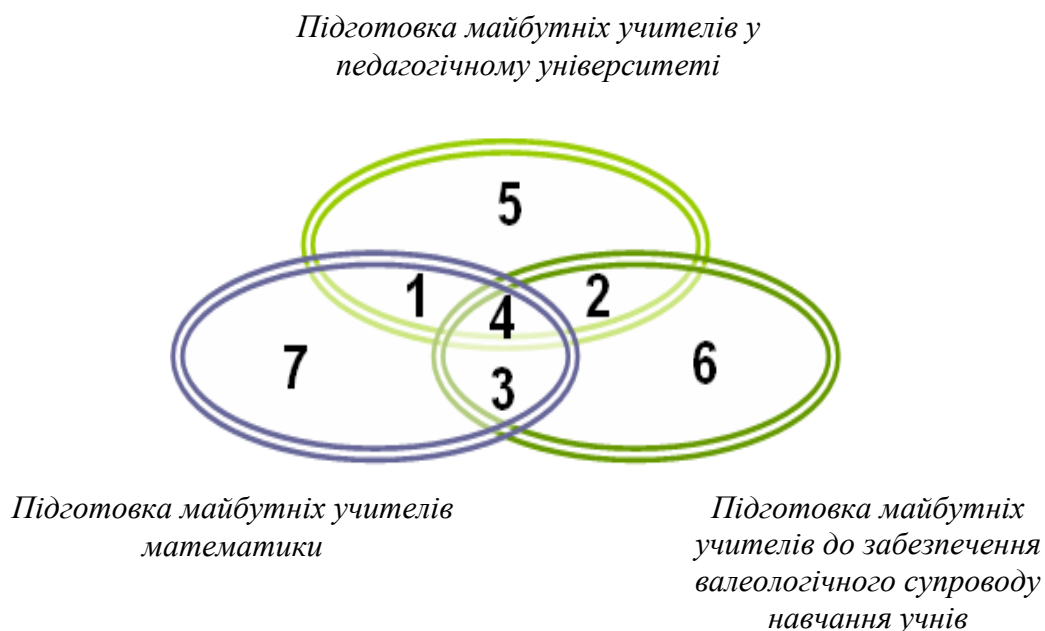 Підготовка майбутніх учителів у
педагогічному університеті
5
1
4
2
7
3
6
Підготовка майбутніх учителів
математики
Підготовка майбутніх
учителів до забезпечення
валеологічного супроводу
навчання учнів